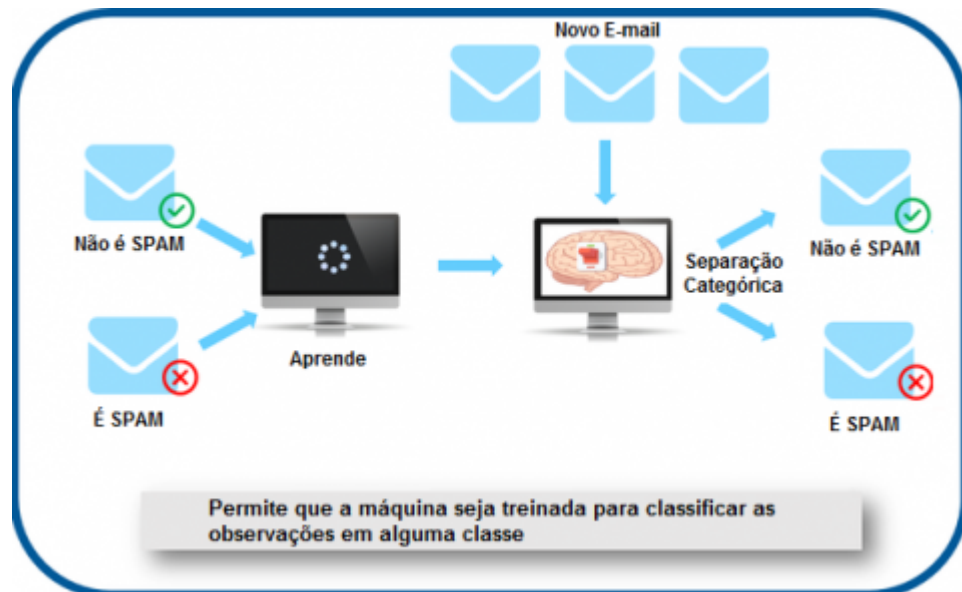 Novo E-mail
Não é SPAM
É SPAM
Aprende
Separação
Categórica
Não é SPAM
É SPAM
Permite que a máquina seja treinada para classificar as
observações em alguma classe